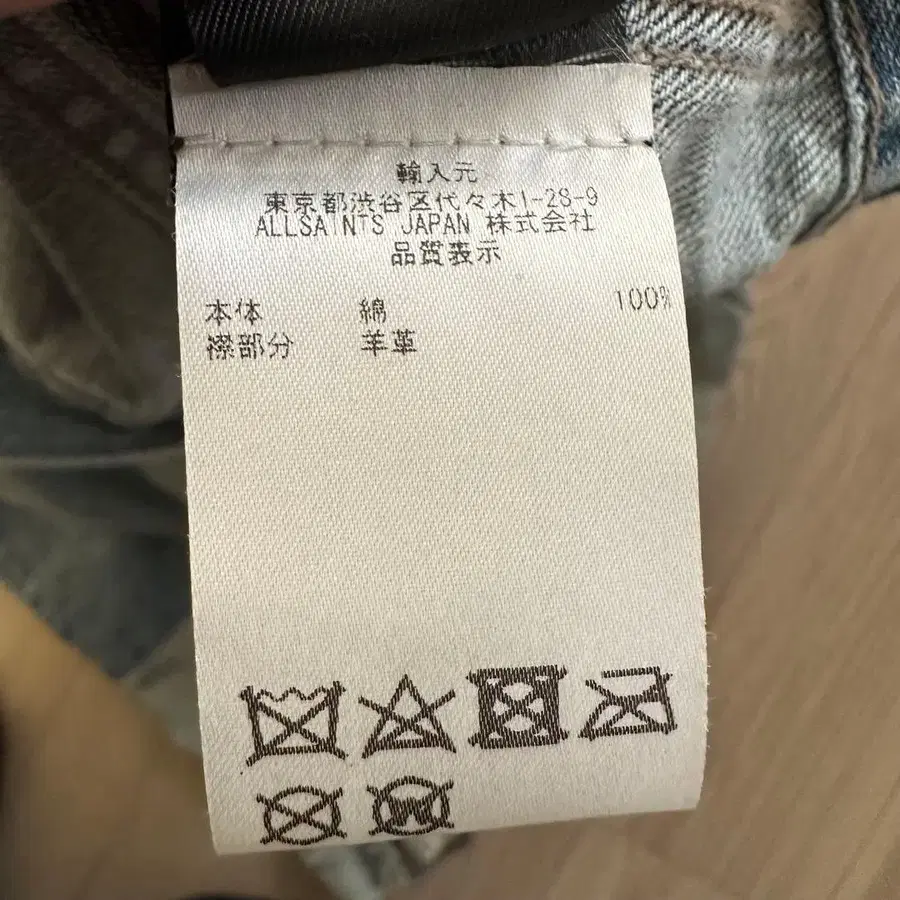 輸入元
東京都渋谷区代々木1-28-9
ALLSAINTS JAPAN 株式会社
品質表示
本体 綿 100%
襟部分 羊革